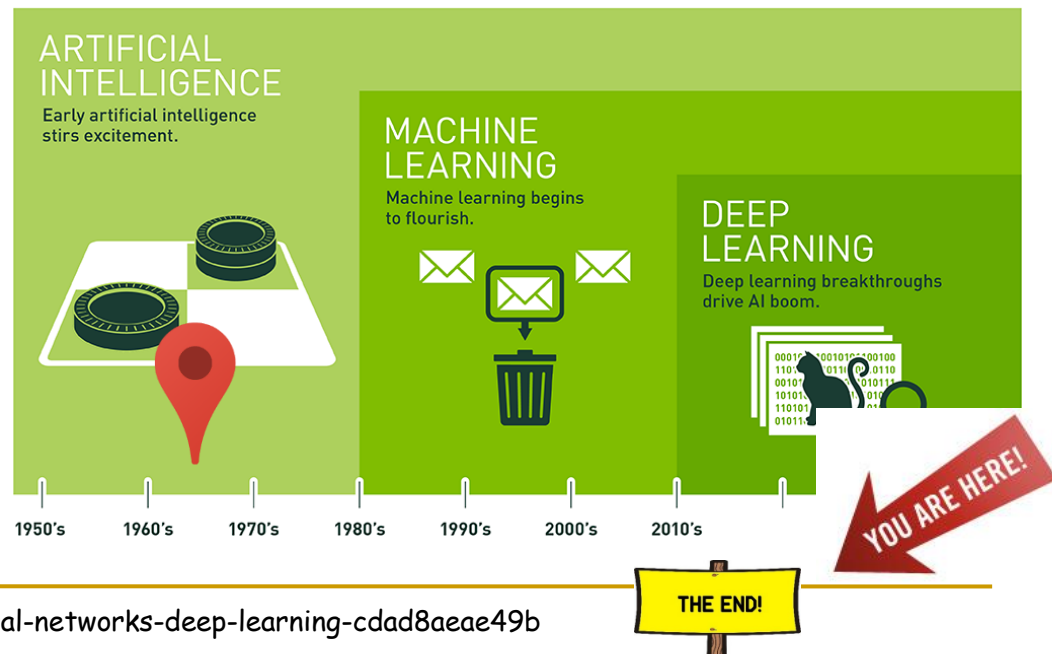 ARTIFICIAL
INTELLIGENCE
Early artificial intelligence
stirs excitement.
MACHINE
LEARNING
Machine learning begins
to flourish.
DEEP
LEARNING
Deep learning breakthroughs
drive AI boom.
YOU ARE HERE!
1950's 1960's 1970's 1980's 1990's 2000's 2010's
THE END!
al-networks-deep-learning-cdad8aeae49b